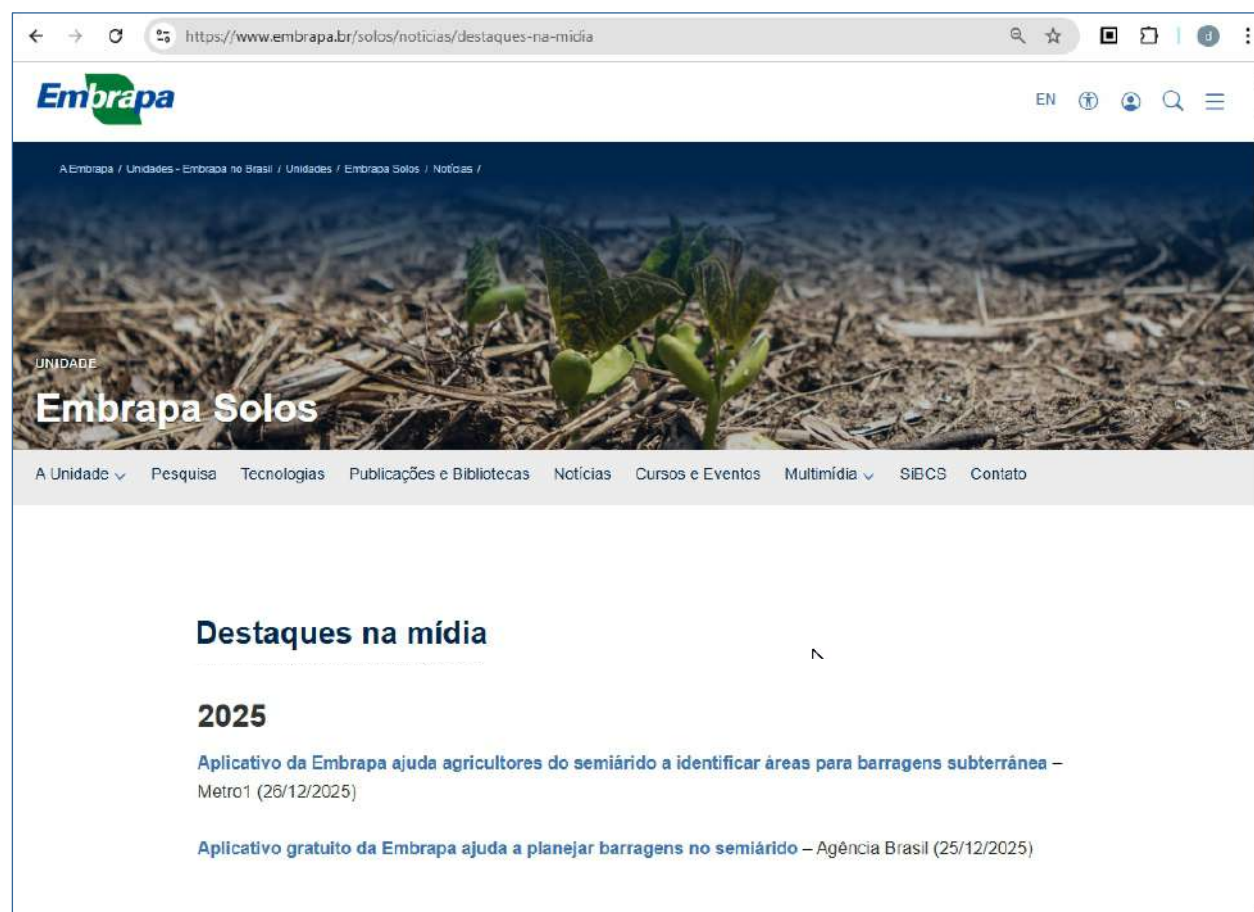 https://www.embrapa.br/solos/noticias/destaques-na-midia
d
Embrapa
EN
A Embrapa / Unidades - Embrapa no Brasil / Unidades / Embrapa Solos / Notícias /
UNIDADE
Embrapa Solos
A Unidade Pesquisa Tecnologias Publicações e Bibliotecas Notícias Cursos e Eventos Multimídia SiBCS Contato
Destaques na mídia
2025
Aplicativo da Embrapa ajuda agricultores do semiárido a identificar áreas para barragens subterrânea –
Metro1 (26/12/2025)
Aplicativo gratuito da Embrapa ajuda a planejar barragens no semiárido – Agência Brasil (25/12/2025)